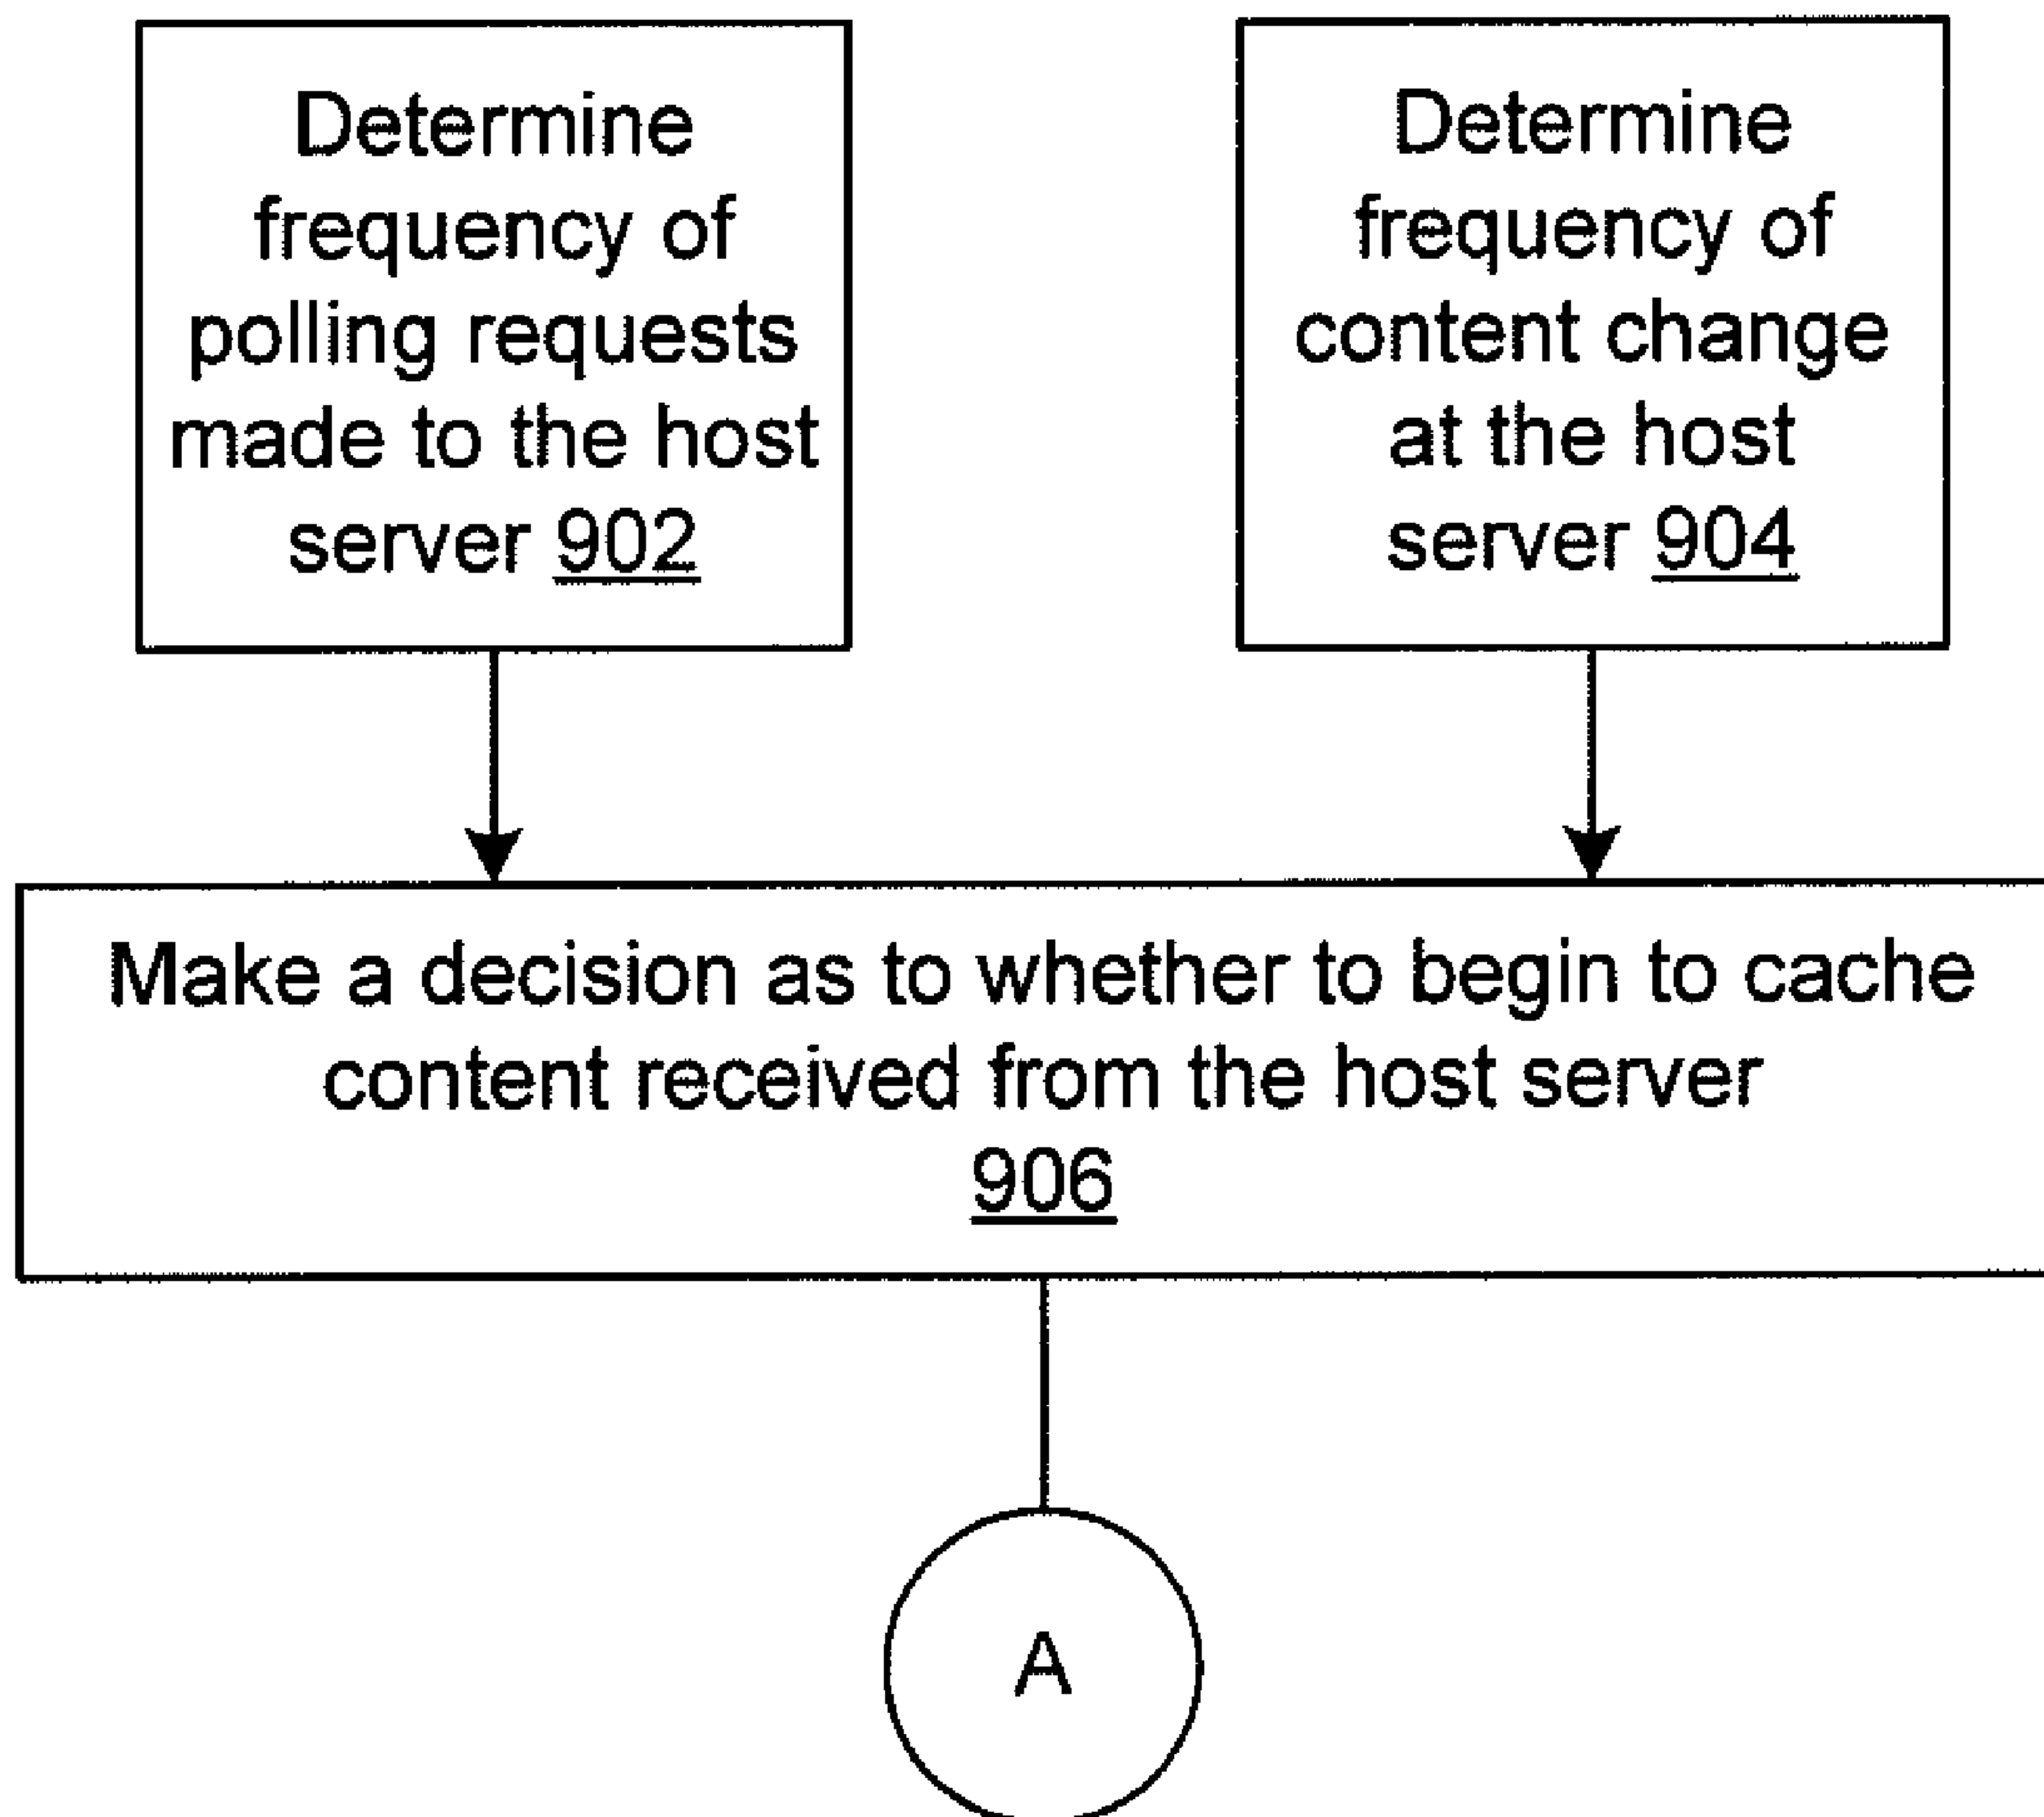 Determine
frequency of
polling requests
made to the host
server 902
Determine
frequency of
content change
at the host
server 904
Make a decision as to whether to begin to cache
content received from the host server
906
A